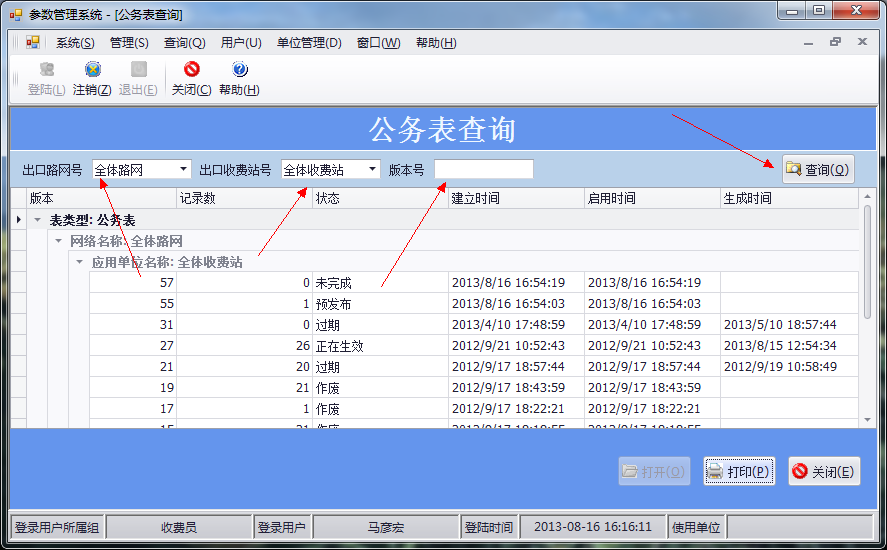 参数管理系统 - [公务表查询]
系统(S) 管理(S) 查询(Q) 用户(U) 单位管理(D) 窗口(W) 帮助(H)
登陆(L) 注销(Z) 退出(E) 关闭(C) 帮助(H)
公务表查询
出口路网号 全体路网 出口收费站号 全体收费站 版本号 查询(Q)
版本 记录数 状态 建立时间 启用时间 生成时间
表类型: 公务表
网络名称: 全体路网
应用单位名称: 全体收费站
57 0 未完成 2013/8/16 16:54:19 2013/8/16 16:54:19
55 1 预发布 2013/8/16 16:54:03 2013/8/16 16:54:03
31 0 过期 2013/4/10 17:48:59 2013/4/10 17:48:59 2013/5/10 18:57:44
27 26 正在生效 2012/9/21 10:52:43 2012/9/21 10:52:43 2013/8/15 12:54:34
21 20 过期 2012/9/17 18:57:44 2012/9/17 18:57:44 2012/9/19 10:58:49
19 21 作废 2012/9/17 18:43:59 2012/9/17 18:43:59
17 1 作废 2012/9/17 18:22:21 2012/9/17 18:22:21
打开(O) 打印(P) 关闭(E)
登录用户所属组 收费员 登录用户 马彦宏 登陆时间 2013-08-16 16:16:11 使用单位